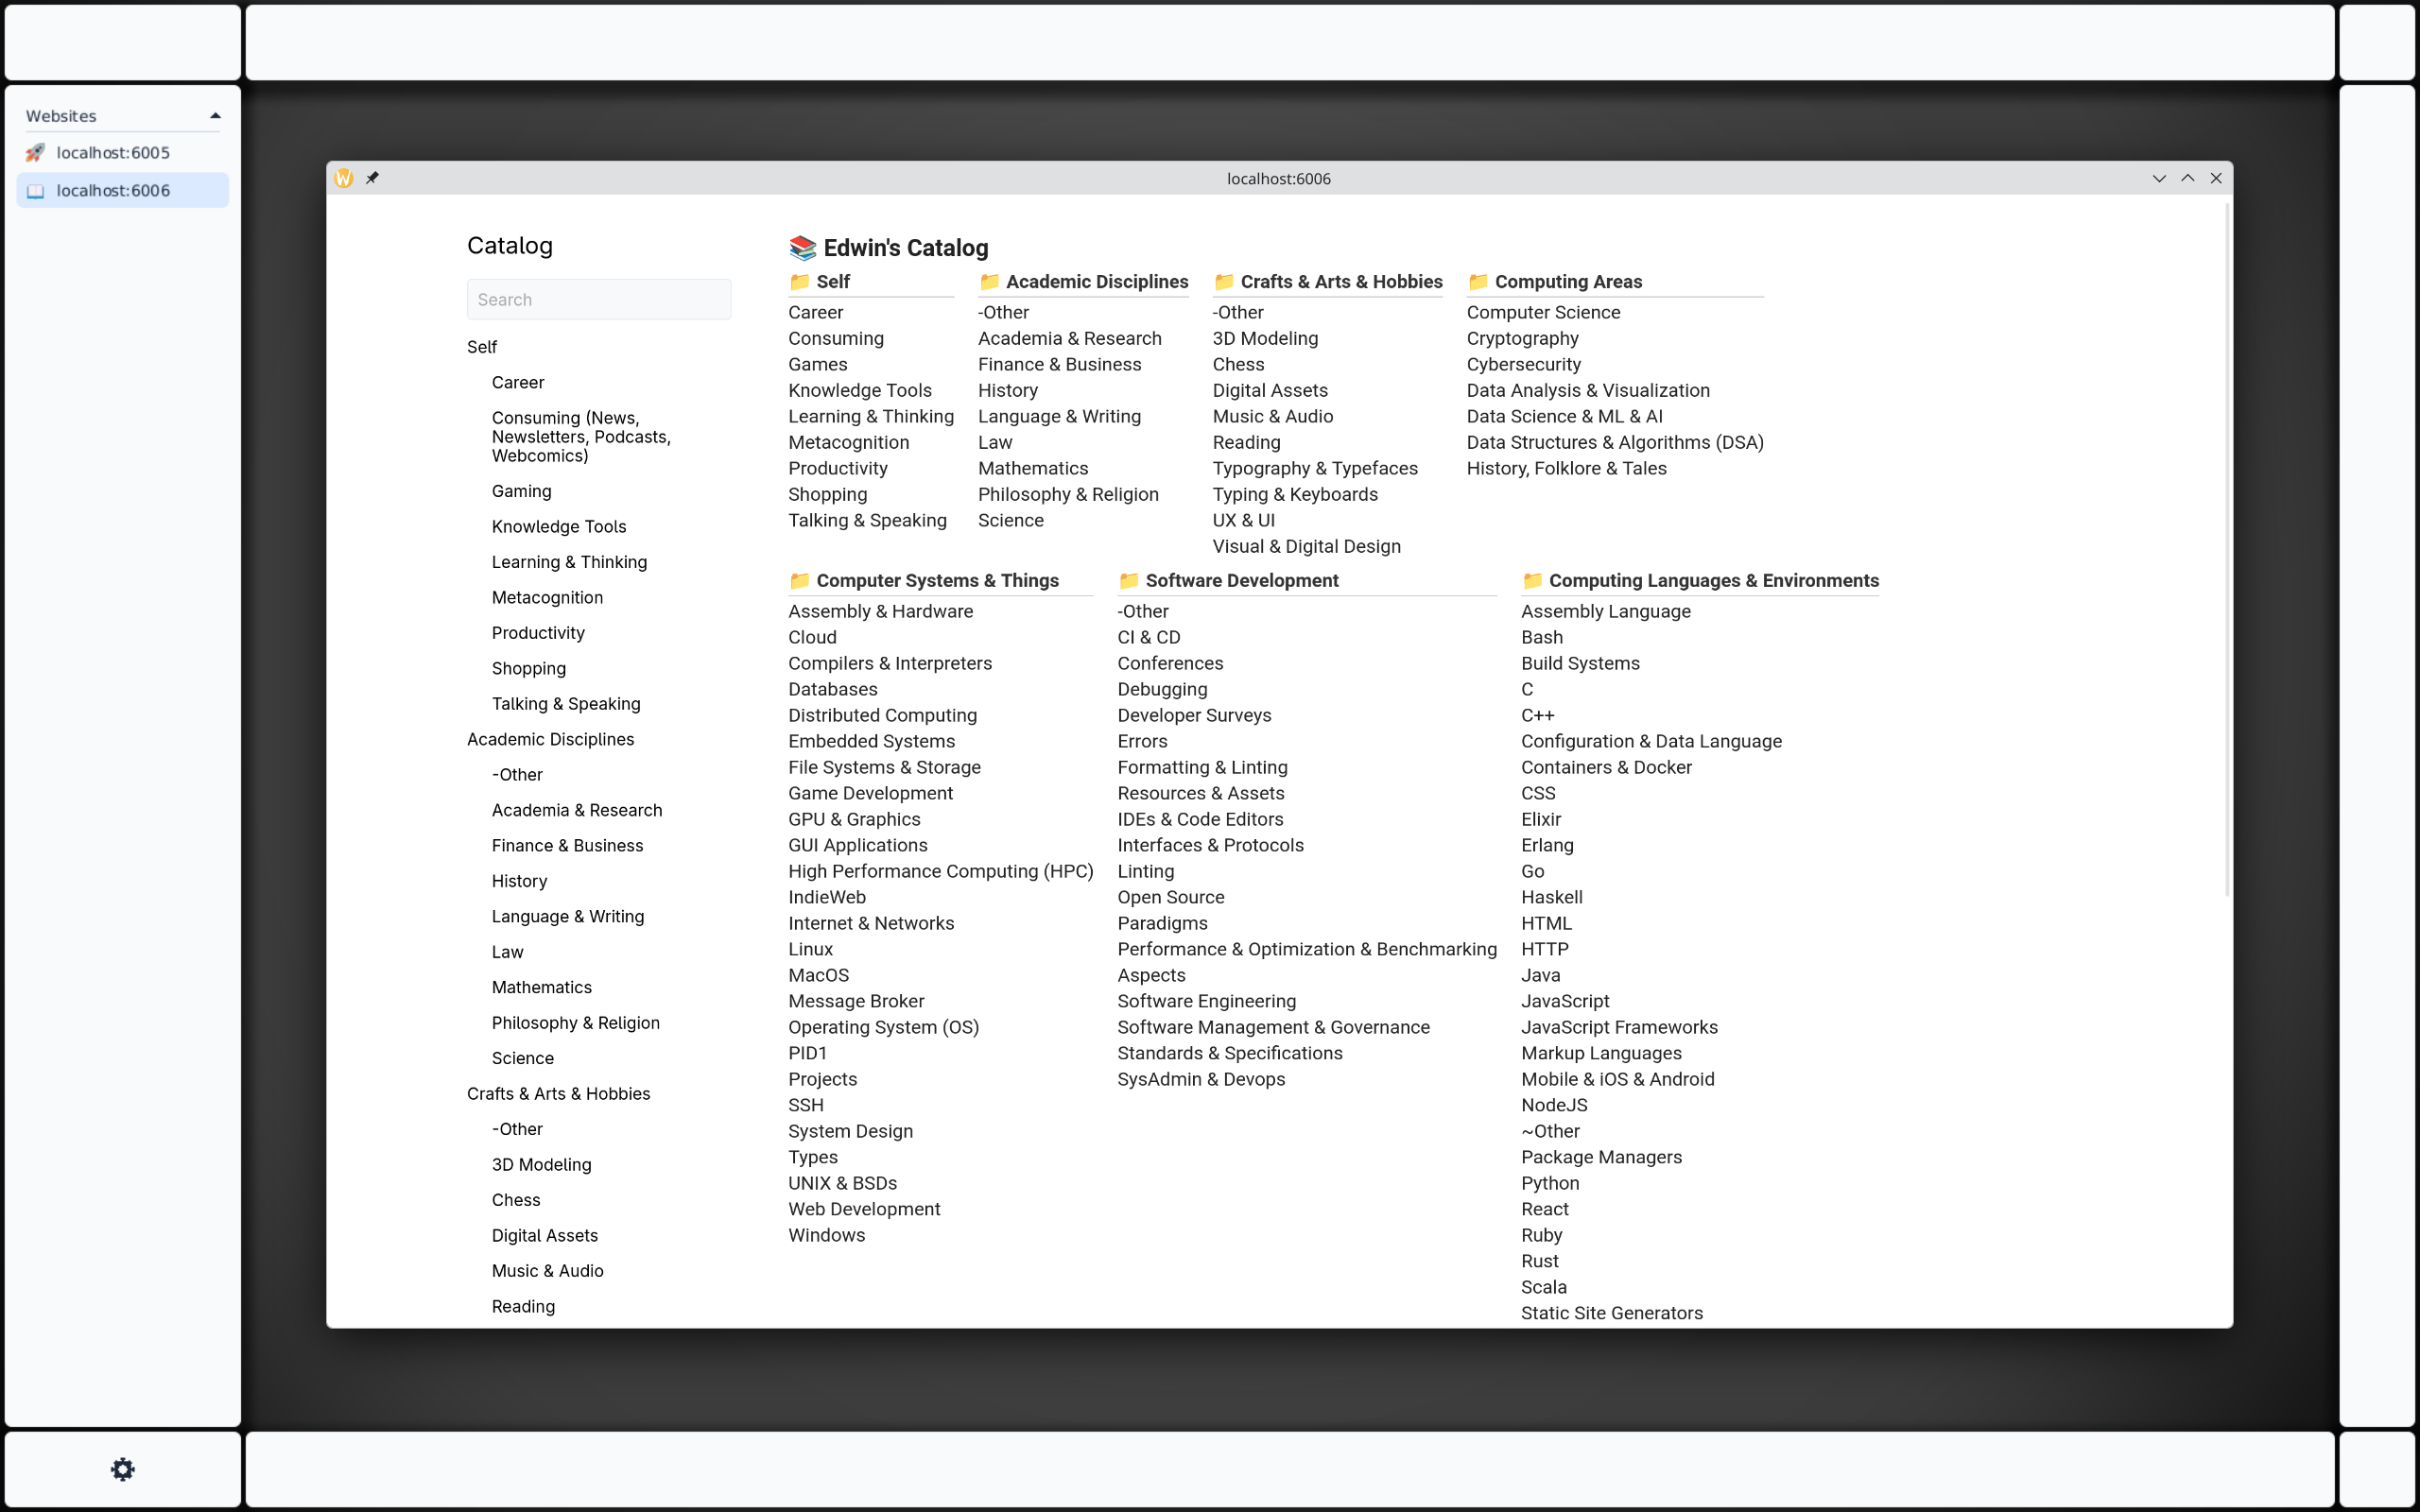 Websites
localhost:6005
localhost:6006
localhost:6006
Catalog
Search
Self
Career
Consuming (News,
Newsletters, Podcasts,
Webcomics)
Gaming
Knowledge Tools
Learning & Thinking
Metacognition
Productivity
Shopping
Talking & Speaking
Academic Disciplines
-Other
Academia & Research
Finance & Business
History
Language & Writing
Law
Mathematics
Philosophy & Religion
Science
Crafts & Arts & Hobbies
-Other
3D Modeling
Chess
Digital Assets
Music & Audio
Reading
Edwin's Catalog
Self
Career
Consuming
Games
Knowledge Tools
Learning & Thinking
Metacognition
Productivity
Shopping
Talking & Speaking
Academic Disciplines
-Other
Academia & Research
Finance & Business
History
Language & Writing
Law
Mathematics
Philosophy & Religion
Science
Crafts & Arts & Hobbies
-Other
3D Modeling
Chess
Digital Assets
Music & Audio
Reading
Typography & Typefaces
Typing & Keyboards
UX & UI
Visual & Digital Design
Computing Areas
Computer Science
Cryptography
Cybersecurity
Data Analysis & Visualization
Data Science & ML & AI
Data Structures & Algorithms (DSA)
History, Folklore & Tales
Computer Systems & Things
Assembly & Hardware
Cloud
Compilers & Interpreters
Databases
Distributed Computing
Embedded Systems
File Systems & Storage
Game Development
GPU & Graphics
GUI Applications
High Performance Computing (HPC)
IndieWeb
Internet & Networks
Linux
MacOS
Message Broker
Operating System (OS)
PID1
Projects
SSH
System Design
Types
UNIX & BSDs
Web Development
Windows
Software Development
-Other
CI & CD
Conferences
Debugging
Developer Surveys
Errors
Formatting & Linting
Resources & Assets
IDEs & Code Editors
Interfaces & Protocols
Linting
Open Source
Paradigms
Performance & Optimization & Benchmarking
Aspects
Software Engineering
Software Management & Governance
Standards & Specifications
SysAdmin & Devops
Computing Languages & Environments
Assembly Language
Bash
Build Systems
C
C++
Configuration & Data Language
Containers & Docker
CSS
Elixir
Erlang
Go
Haskell
HTML
HTTP
Java
JavaScript
JavaScript Frameworks
Markup Languages
Mobile & iOS & Android
NodeJS
~Other
Package Managers
Python
React
Ruby
Rust
Scala
Static Site Generators